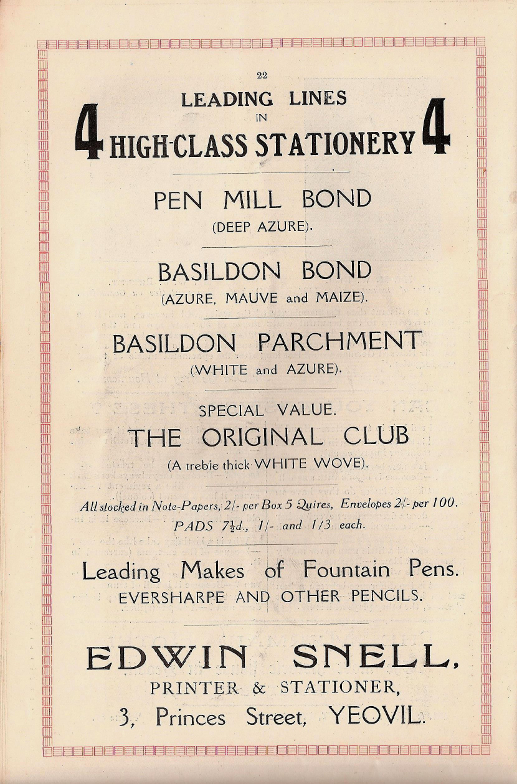 22
LEADING LINES
IN
4 HIGH-CLASS STATIONERY 4
PEN MILL BOND
(DEEP AZURE).
BASILDON BOND
(AZURE, MAUVE and MAIZE).
BASILDON PARCHMENT
(WHITE and AZURE).
SPECIAL VALUE.
THE ORIGINAL CLUB
(A treble thick WHITE WOVE).
All stocked in Note-Papers, 2/- per Box 5 Quires, Envelopes 2/- per 100.
PADS 7½d., 1/- and 1/3 each.
Leading Makes of Fountain Pens.
EVERSHARPE AND OTHER PENCILS.
EDWIN SNELL,
PRINTER & STATIONER,
3, Princes Street, YEOVIL.